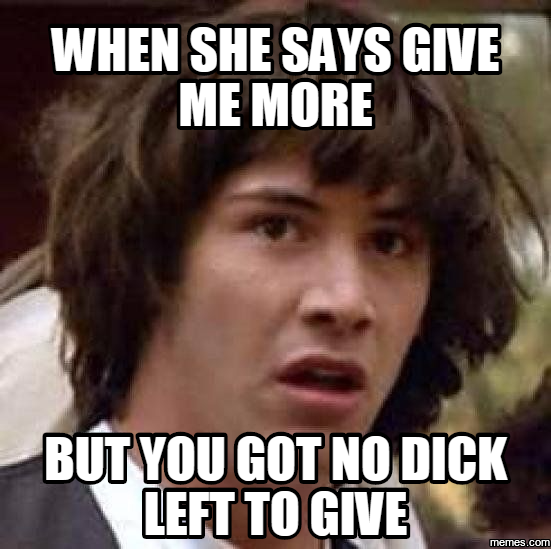 WHEN SHE SAYS GIVE
ME MORE
BUT YOU GOT NO DICK
LEFT TO GIVE
memes.com